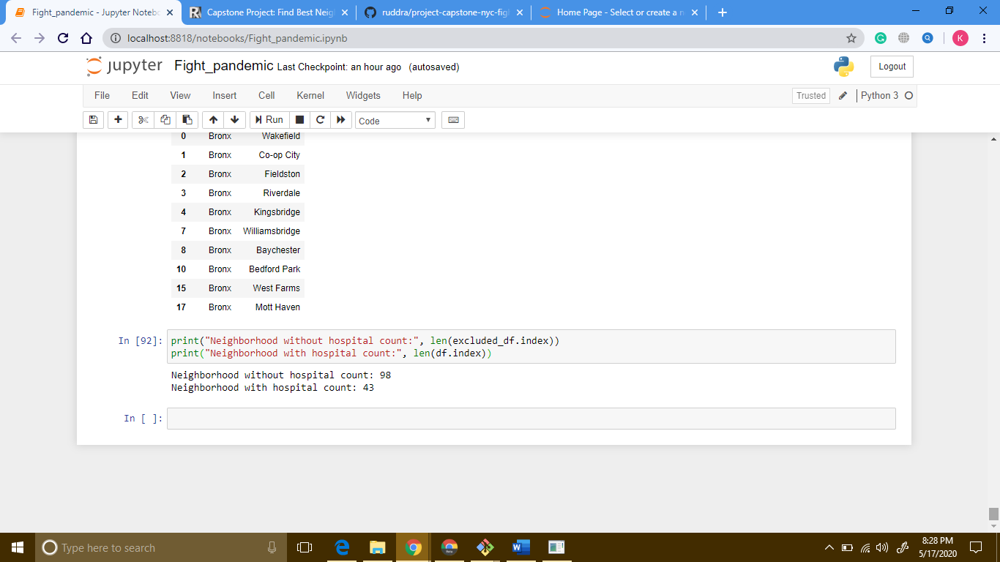 Fight_pandemic - Jupyter Notebo
Capstone Project: Find Best Neig
ruddra/project-capstone-nyc-fig
Home Page - Select or create a n
localhost:8818/notebooks/Fight_pandemic.ipynb
K
jupyter Fight_pandemic Last Checkpoint: an hour ago (autosaved)
Logout
File Edit View Insert Cell Kernel Widgets Help
Trusted Python 3
Run Code
0 Bronx Wakefield
1 Bronx Co-op City
2 Bronx Fieldston
3 Bronx Riverdale
4 Bronx Kingsbridge
7 Bronx Williamsbridge
8 Bronx Baychester
10 Bronx Bedford Park
15 Bronx West Farms
17 Bronx Mott Haven
In [92]: print("Neighborhood without hospital count:", len(excluded_df.index))
print("Neighborhood with hospital count:", len(df.index))
Neighborhood without hospital count: 98
Neighborhood with hospital count: 43
In [ ]:
Type here to search
8:28 PM
5/17/2020